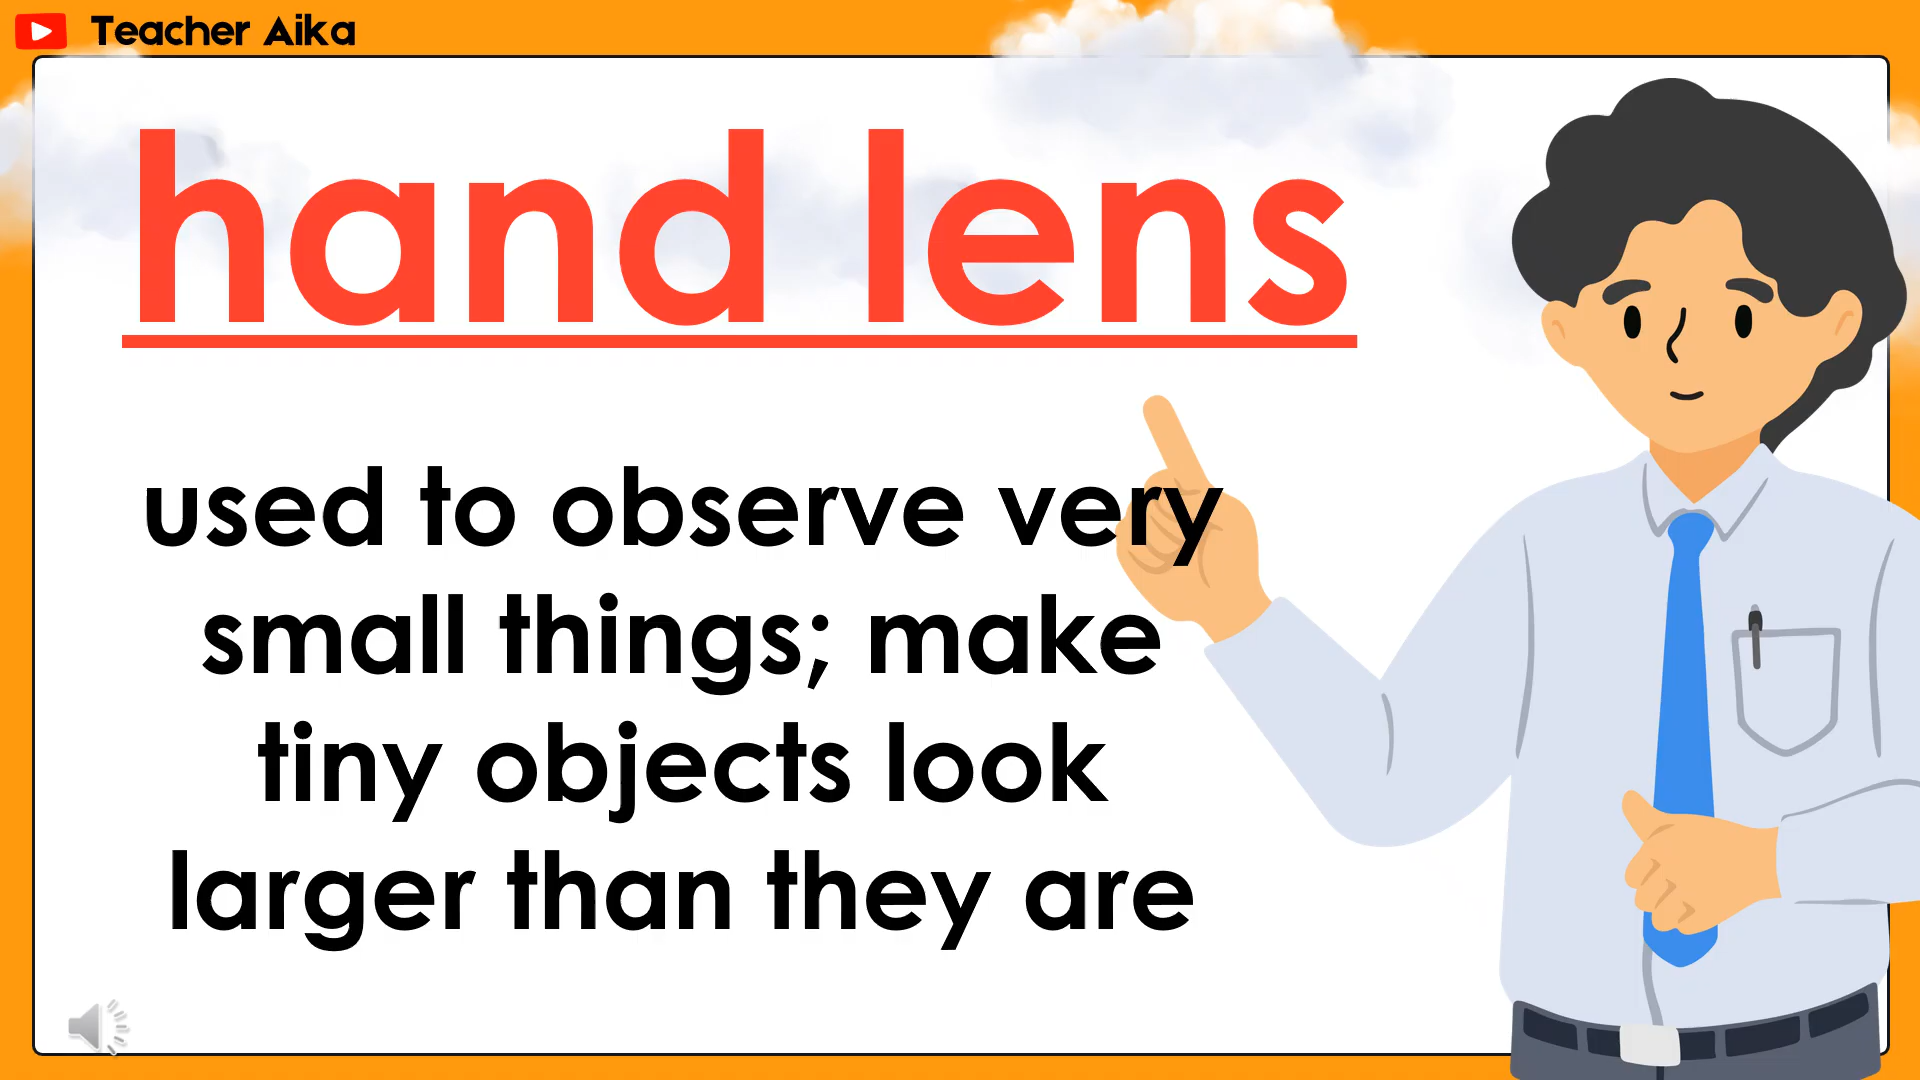 Teacher Aika
hand lens
used to observe very
small things; make
tiny objects look
larger than they are